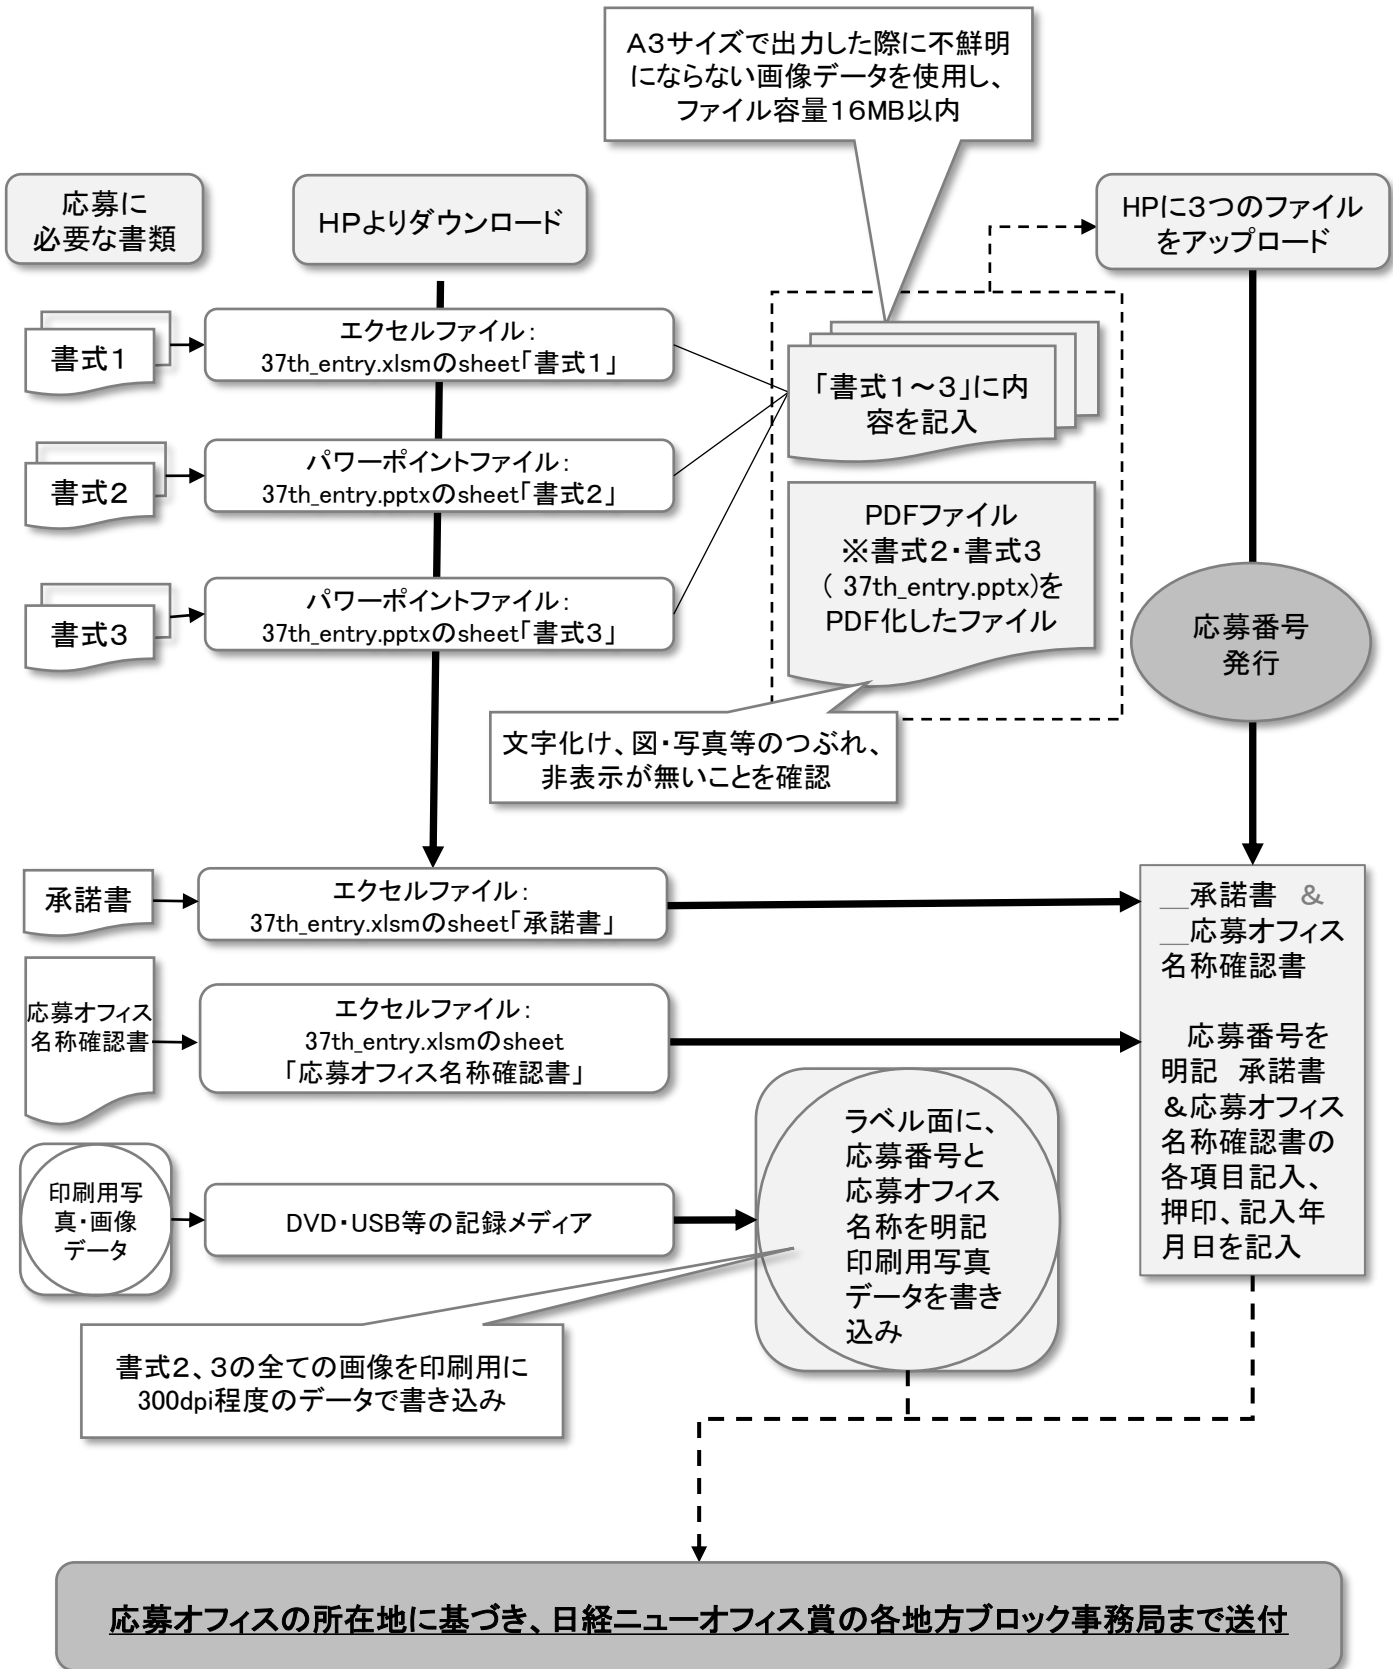 A3サイズで出力した際に不鮮明
にならない画像データを使用し、
ファイル容量16MB以内
応募に
必要な書類
HPよりダウンロード
HPに3つのファイル
をアップロード
書式1
エクセルファイル:
37th_entry.xlsmのsheet「書式1」
「書式1～3」に内
容を記入
書式2
パワーポイントファイル:
37th_entry.pptxのsheet「書式2」
PDFファイル
※書式2・書式3
( 37th_entry.pptx)を
PDF化したファイル
書式3
パワーポイントファイル:
37th_entry.pptxのsheet「書式3」
応募番号
発行
文字化け、図・写真等のつぶれ、
非表示が無いことを確認
承諾書
エクセルファイル:
37th_entry.xlsmのsheet「承諾書」
__承諾書 &
__応募オフィス
名称確認書
応募番号を
明記 承諾書
&応募オフィス
名称確認書の
各項目記入、
押印、記入年
月日を記入
応募オフィス
名称確認書
エクセルファイル:
37th_entry.xlsmのsheet
「応募オフィス名称確認書」
印刷用写
真・画像
データ
DVD・USB等の記録メディア
ラベル面に、
応募番号と
応募オフィス
名称を明記
印刷用写真
データを書き
込み
書式2、3の全ての画像を印刷用に
300dpi程度のデータで書き込み
応募オフィスの所在地に基づき、日経ニューオフィス賞の各地方ブロック事務局まで送付